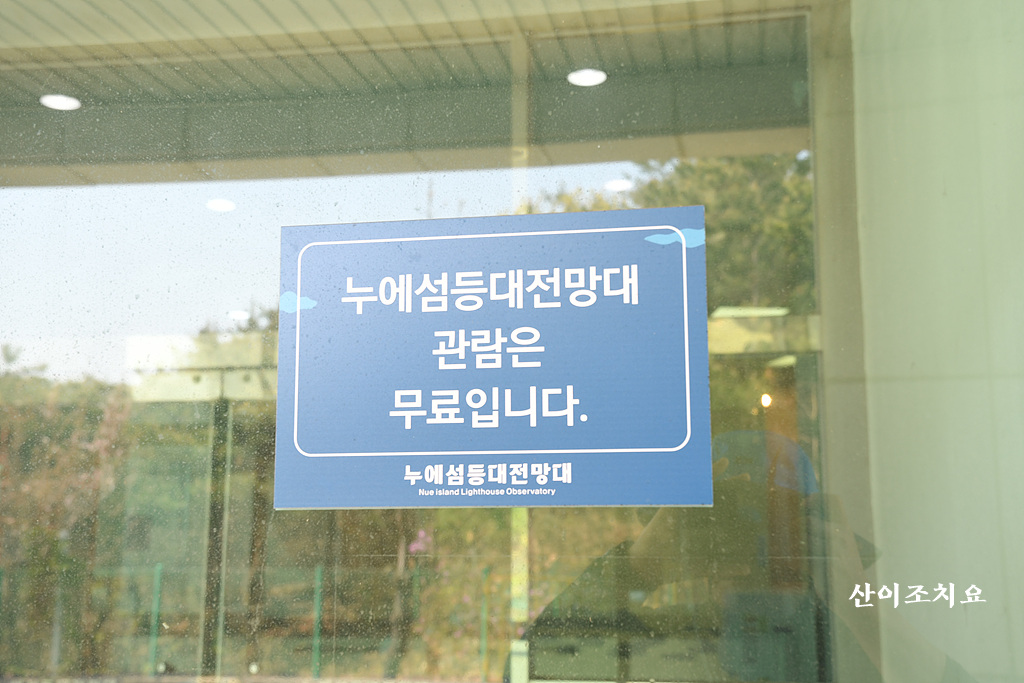 누에섬등대전망대
관람은
무료입니다.
누에섬등대전망대
Nue island Lighthouse Observatory
산이조치요